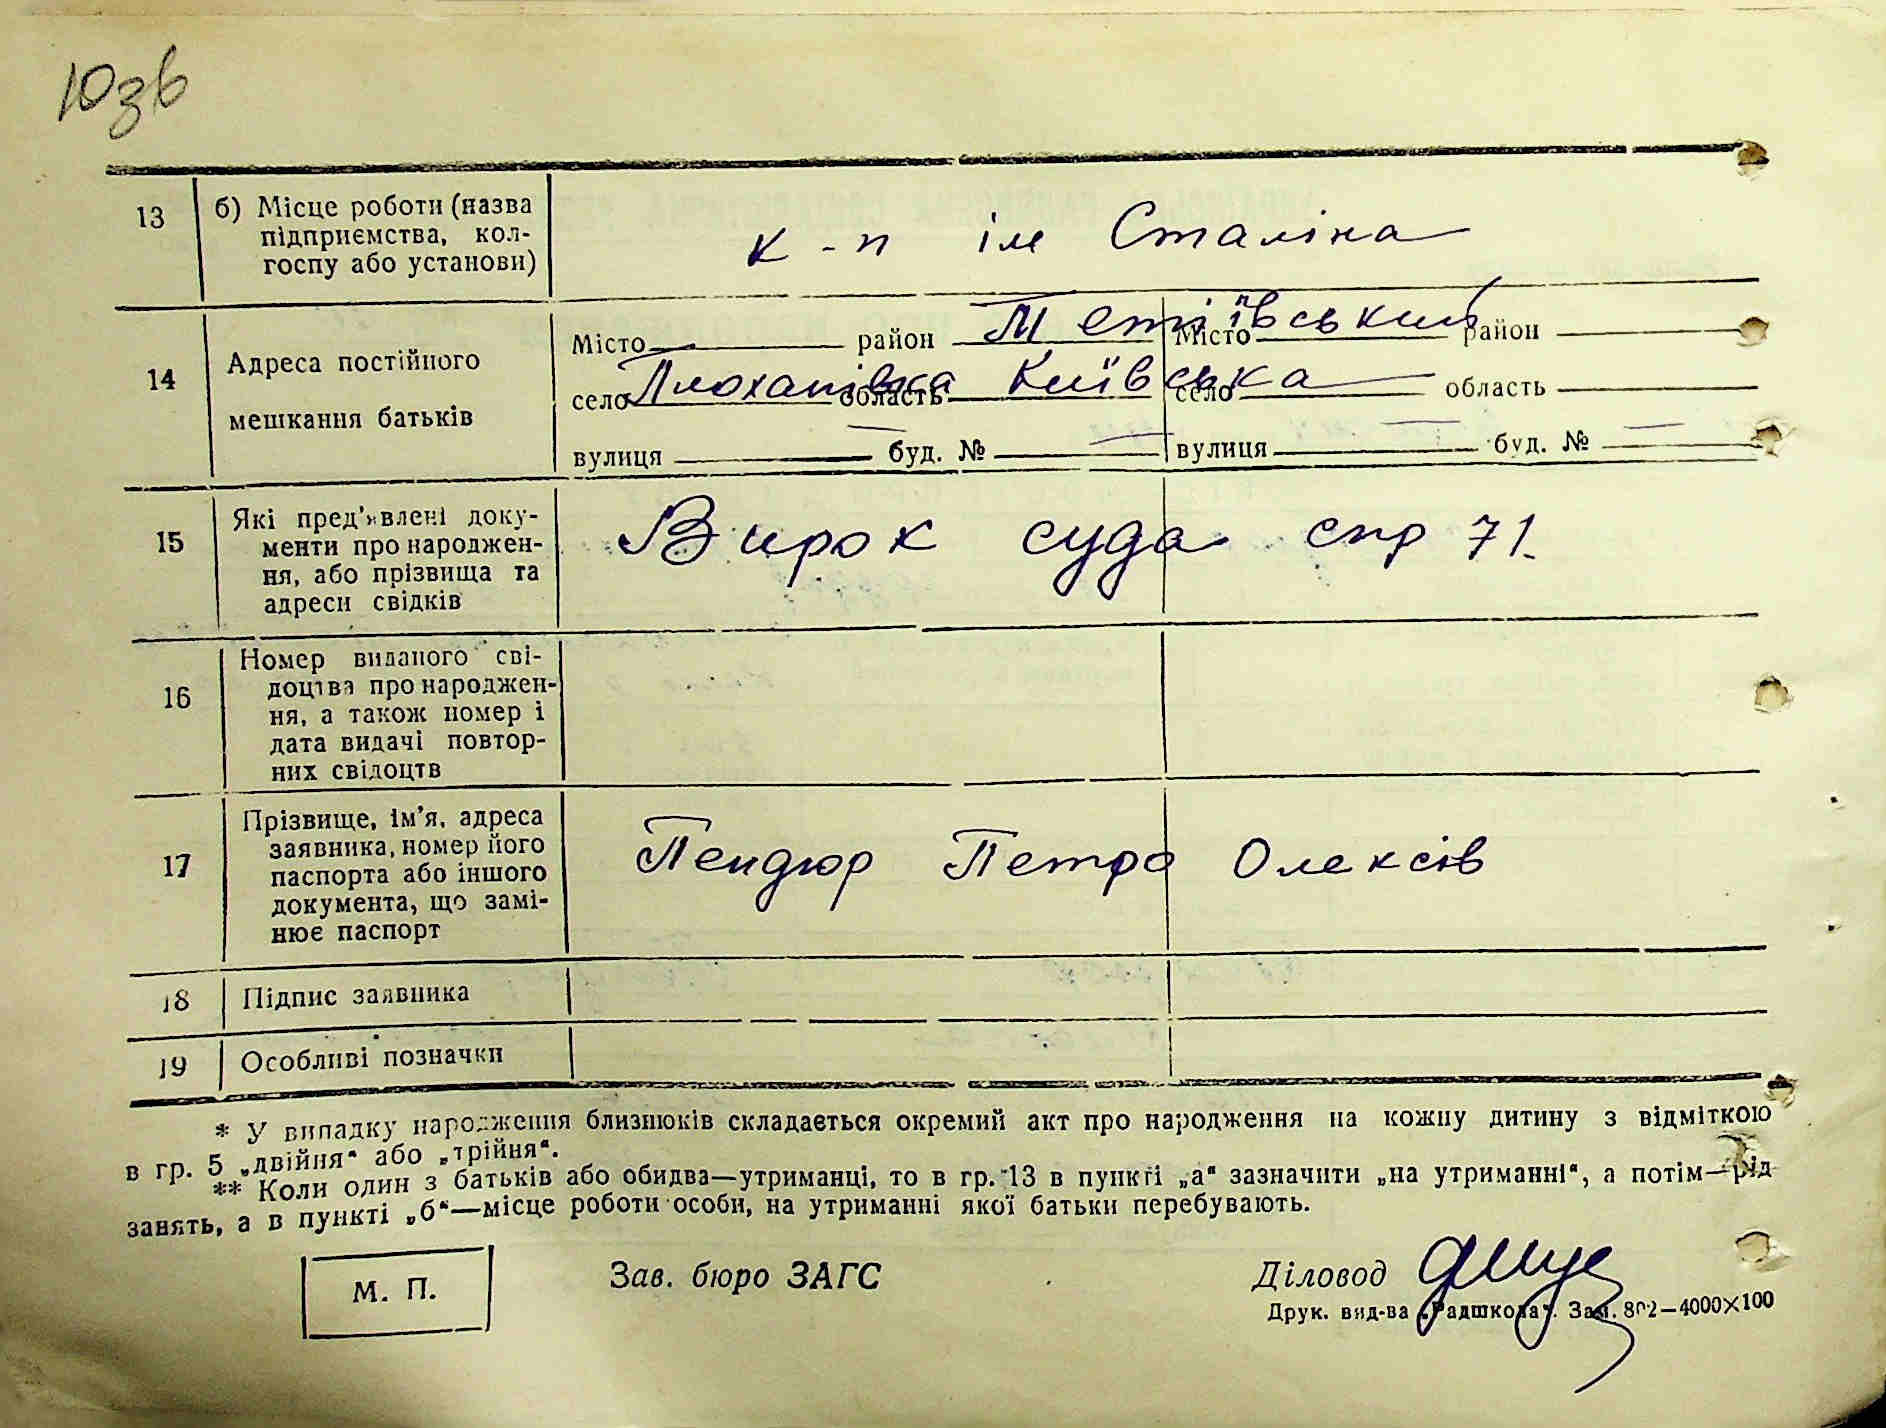 10зв
13 б) Місце роботи (назва
підприємства, кол-
госпу або установи)
к-п ім Сталіна
14 Адреса постійного
мешкання батьків
Місто район Тетіївський Місто район
село Плохапівка область Київська село область
вулиця — буд. № — вулиця — буд. № —
15 Які пред'явлені доку-
менти про народжен-
ня, або прізвища та
адреси свідків
Вирок суда спр 71.
16 Номер виданого сві-
доцтва про народжен-
ня, а також номер і
дата видачі повтор-
них свідоцтв
17 Прізвище, ім'я, адреса
заявника, номер його
паспорта або іншого
документа, що замі-
нює паспорт
Пендюр Петро Олексів
18 Підпис заявника
19 Особливі позначки
* У випадку народження близнюків складається окремий акт про народження на кожну дитину з відміткою
в гр. 5 „двійня“ або „трійня“.
** Коли один з батьків або обидва—утриманці, то в гр. 13 в пункті „а“ зазначити „на утриманні“, а потім—рід
занять, а в пункті „б“—місце роботи особи, на утриманні якої батьки перебувають.
М. П.
Зав. бюро ЗАГС
Діловод
Друк. вид-ва „Радшкола“. Зам. 802—4000×100